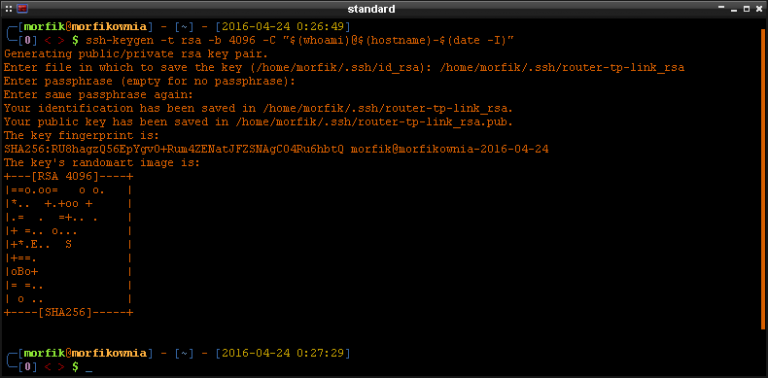 standard
[morfik@morfikownia] - [~] - [2016-04-24 0:26:49]
[0] < > $ ssh-keygen -t rsa -b 4096 -C "$(whoami)@$(hostname)-$(date -I)"
Generating public/private rsa key pair.
Enter file in which to save the key (/home/morfik/.ssh/id_rsa): /home/morfik/.ssh/router-tp-link_rsa
Enter passphrase (empty for no passphrase):
Enter same passphrase again:
Your identification has been saved in /home/morfik/.ssh/router-tp-link_rsa.
Your public key has been saved in /home/morfik/.ssh/router-tp-link_rsa.pub.
The key fingerprint is:
SHA256:RU8hagzQ56EpYgvO+Rum4ZENatJFZSNAgC04Ru6hbtQ morfik@morfikownia-2016-04-24
The key's randomart image is:
+---[RSA 4096]----+
|==o.oo=   o o.   |
|*..  +.+oo +     |
|.=  .  =+.. .    |
|+ =.. o...       |
|+*.E..  S        |
|+==.             |
|oBo+             |
|= =..            |
| o ..            |
+----[SHA256]-----+
[morfik@morfikownia] - [~] - [2016-04-24 0:27:29]
[0] < > $ _